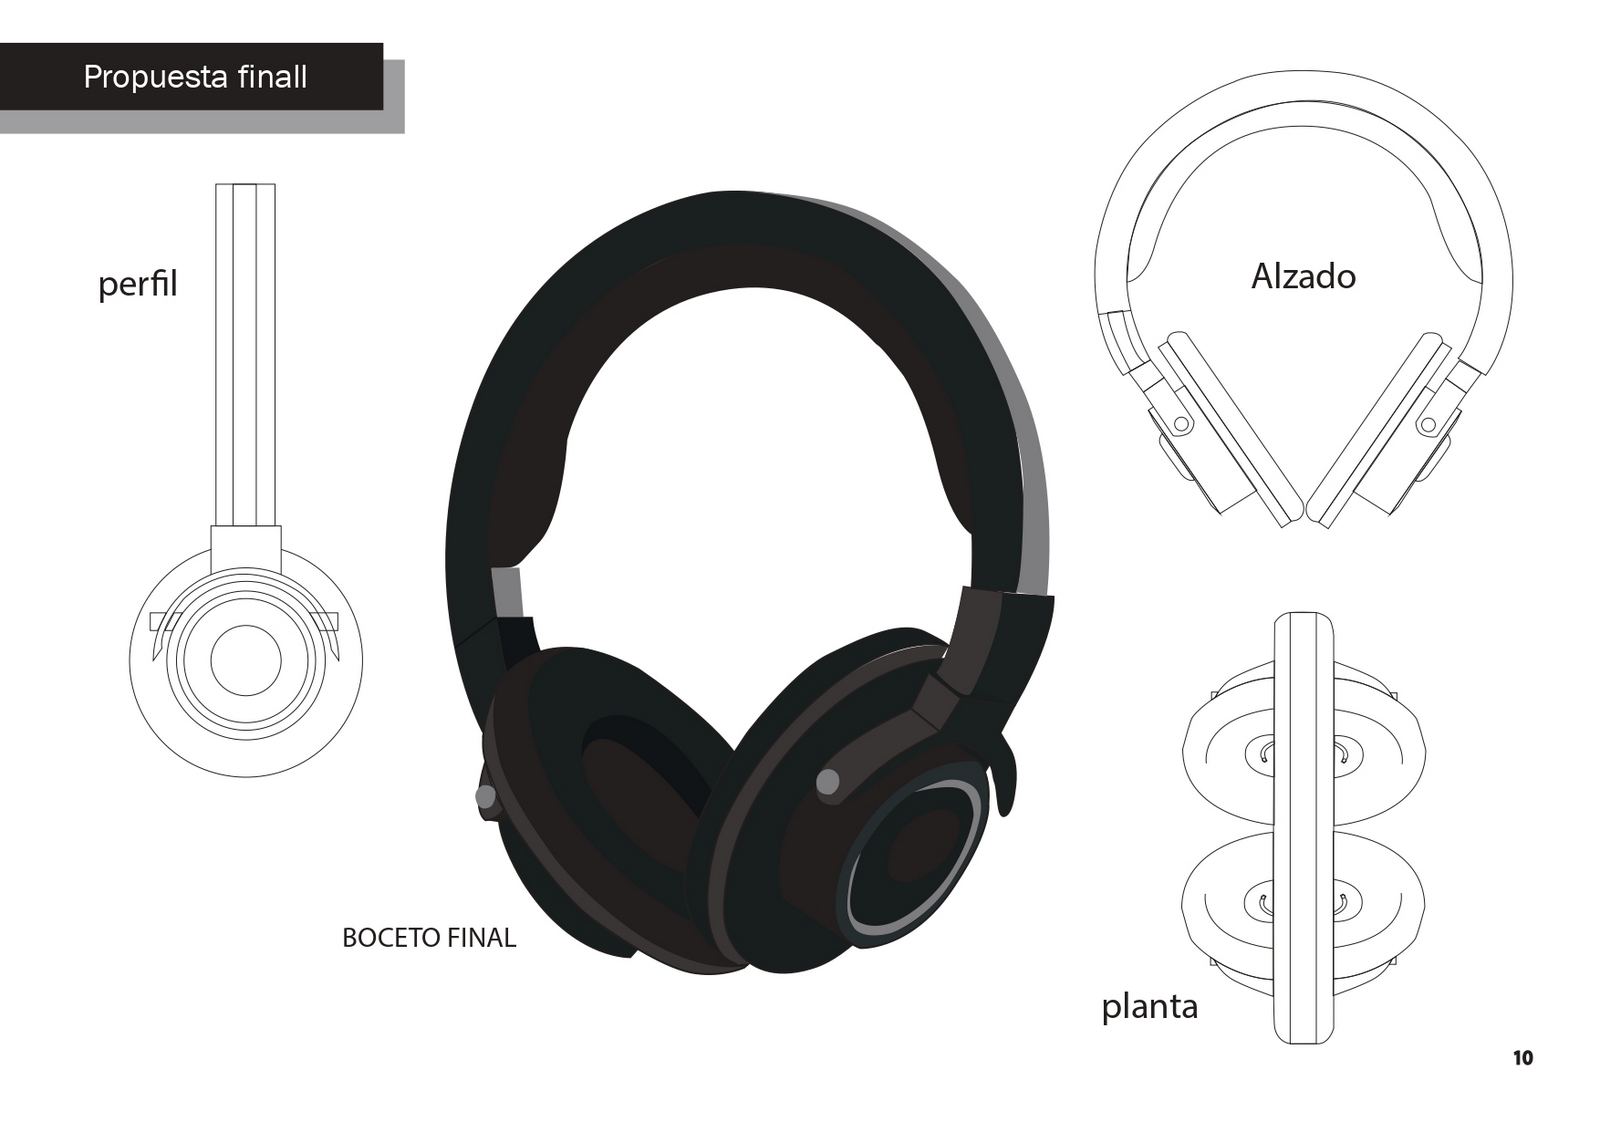 Propuesta finall
perfil
Alzado
BOCETO FINAL
planta
10